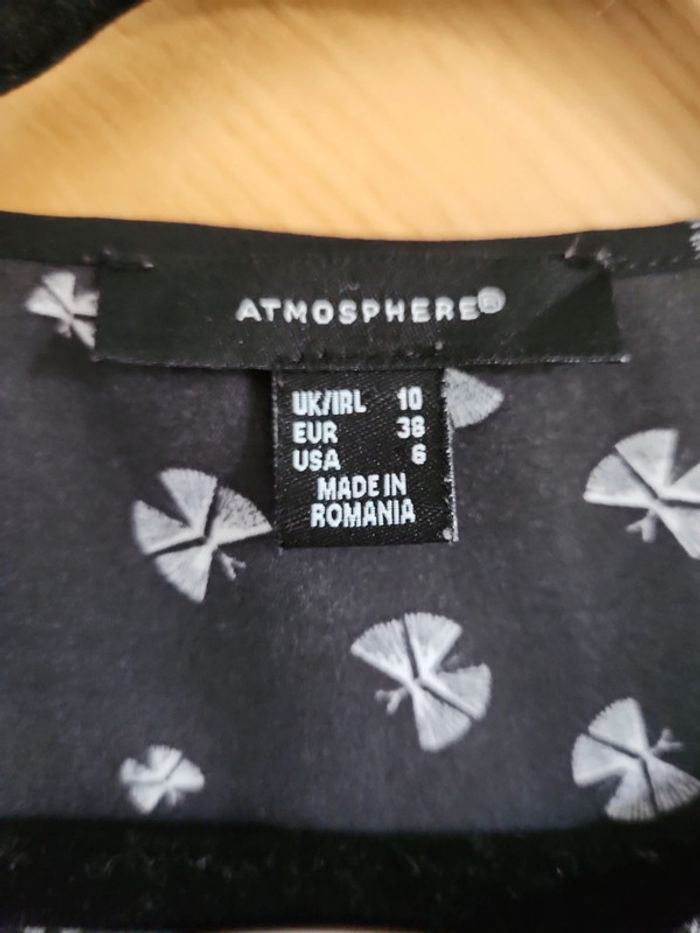 ATMOSPHERE®
UK/IRL 10
EUR 38
USA 6
MADE IN
ROMANIA